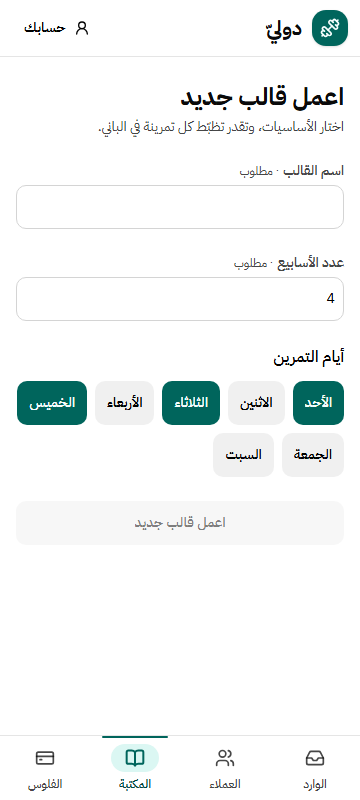 دوليّ
حسابك
اعمل قالب جديد
اختار الأساسيات، وتقدر تظبّط كل تمرينة في الباني.
اسم القالب · مطلوب
عدد الأسابيع · مطلوب
4
أيام التمرين
الأحد الاثنين الثلاثاء الأربعاء الخميس
الجمعة السبت
اعمل قالب جديد
الوارد العملاء المكتبة الفلوس